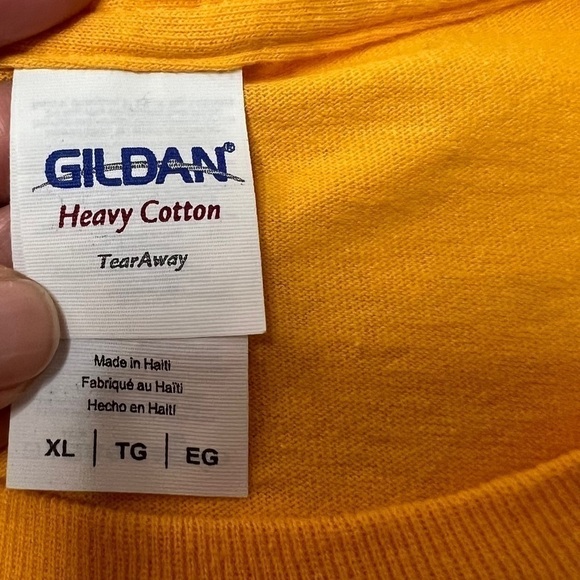 GILDAN®
Heavy Cotton
TearAway
Made in Haiti
Fabriqué au Haïti
Hecho en Haití
XL | TG | EG